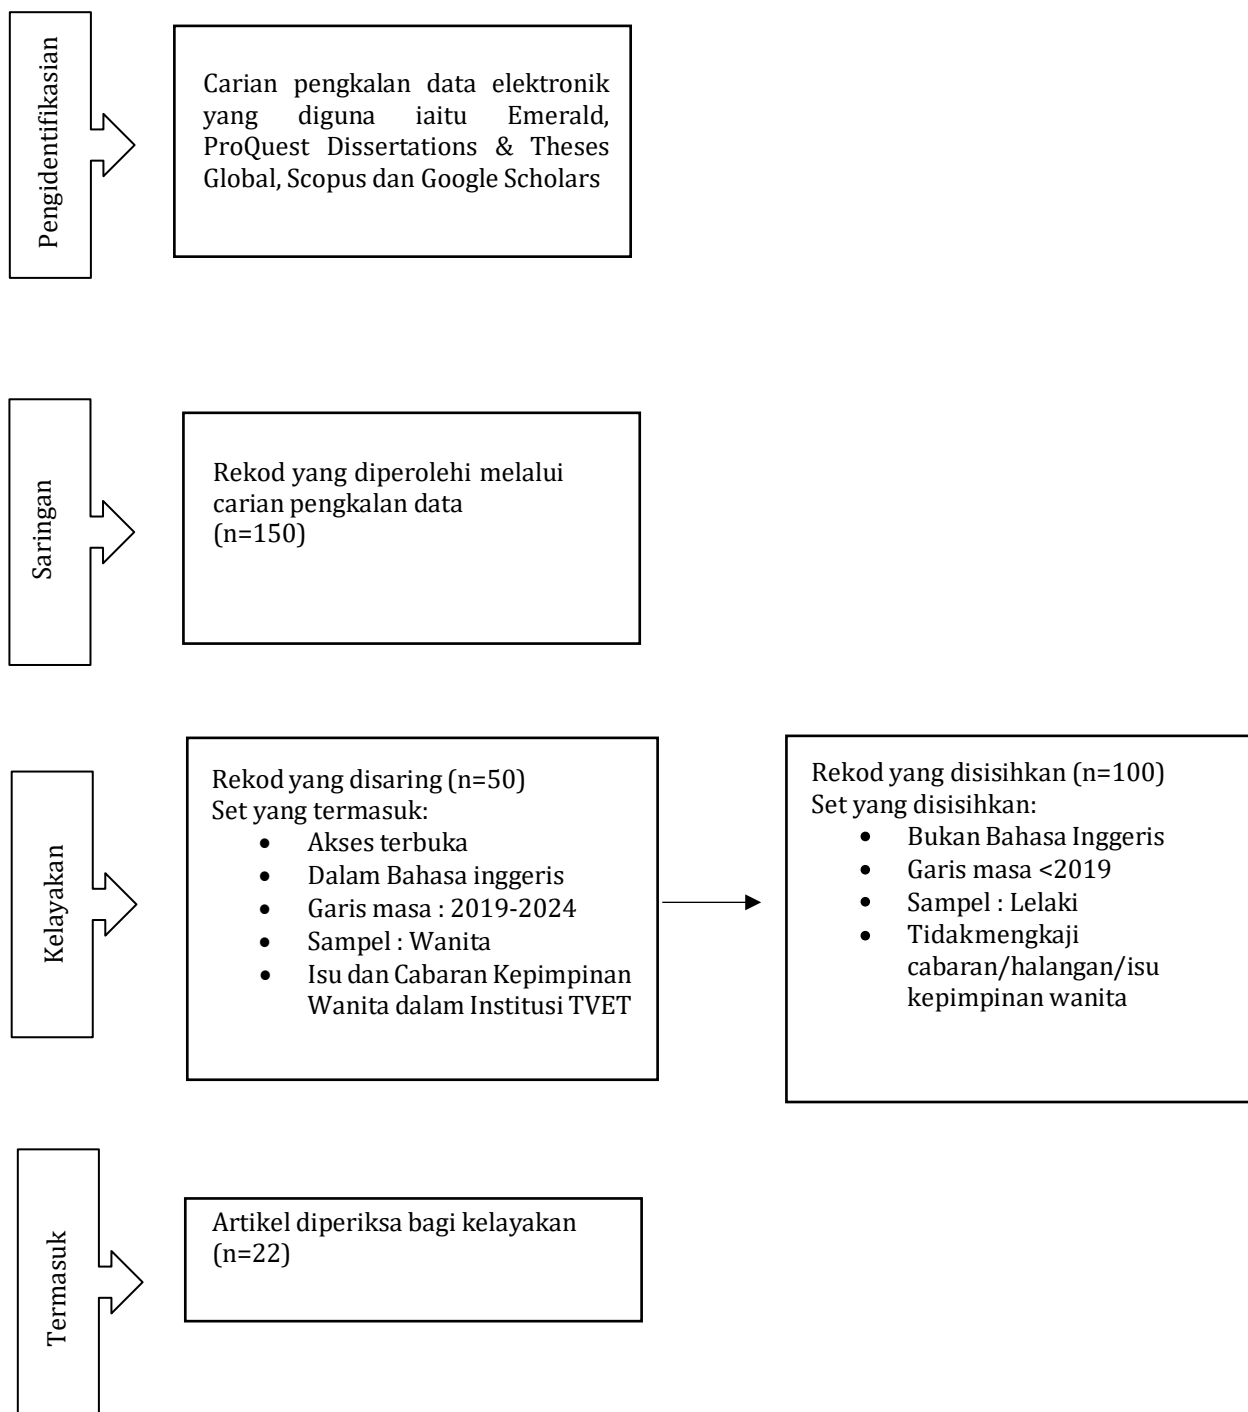 Pengidentifikasian
Carian pengkalan data elektronik
yang diguna iaitu Emerald,
ProQuest Dissertations & Theses
Global, Scopus dan Google Scholars
Saringan
Rekod yang diperolehi melalui
carian pengkalan data
(n=150)
Kelayakan
Rekod yang disaring (n=50)
Set yang termasuk:
• Akses terbuka
• Dalam Bahasa inggeris
• Garis masa : 2019-2024
• Sampel : Wanita
• Isu dan Cabaran Kepimpinan
Wanita dalam Institusi TVET
Rekod yang disisihkan (n=100)
Set yang disisihkan:
• Bukan Bahasa Inggeris
• Garis masa <2019
• Sampel : Lelaki
• Tidakmengkaji
cabaran/halangan/isu
kepimpinan wanita
Termasuk
Artikel diperiksa bagi kelayakan
(n=22)